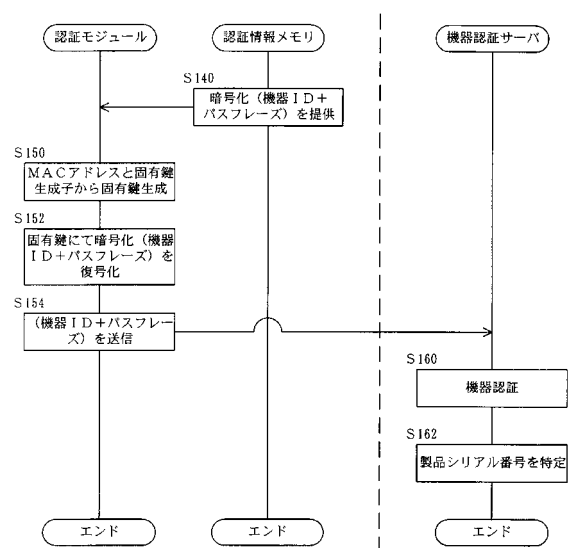 認証モジュール
認証情報メモリ
機器認証サーバ
S140
暗号化（機器ID＋
パスフレーズ）を提供
S150
MACアドレスと固有鍵
生成子から固有鍵生成
S152
固有鍵にて暗号化（機器
ID＋パスフレーズ）を
復号化
S154
(機器ID＋パスフレー
ズ）を送信
S160
機器認証
S162
製品シリアル番号を特定
エンド
エンド
エンド